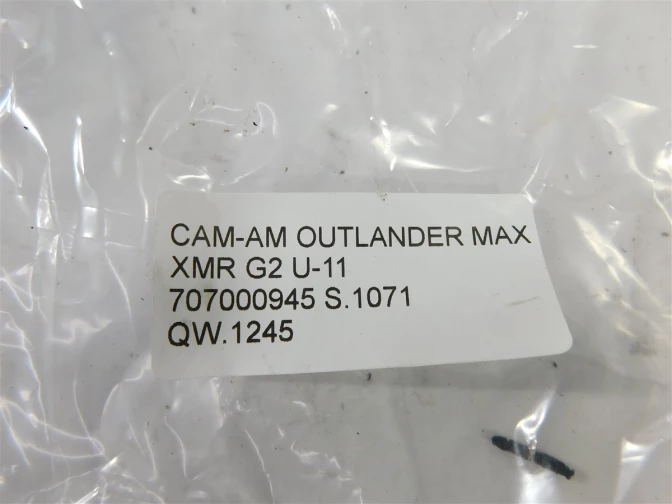 CAM-AM OUTLANDER MAX
XMR G2 U-11
707000945 S.1071
QW.1245